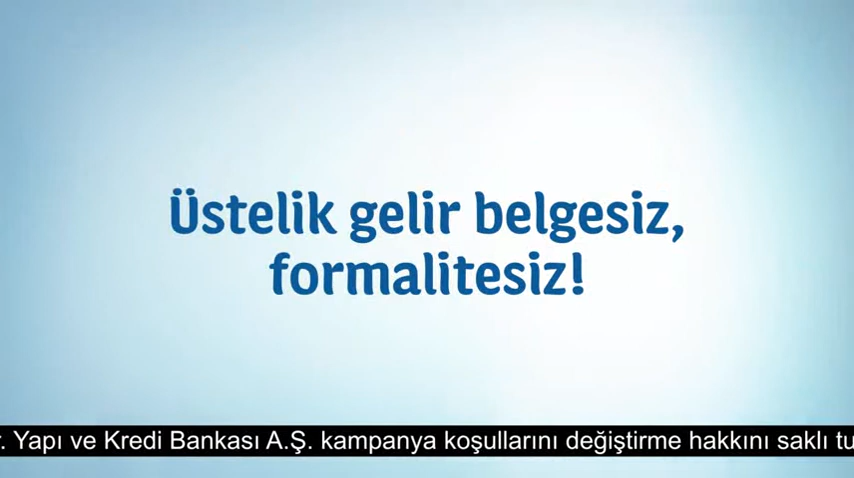 Üstelik gelir belgesiz,
formalitesiz!
. Yapı ve Kredi Bankası A.Ş. kampanya koşullarını değiştirme hakkını saklı